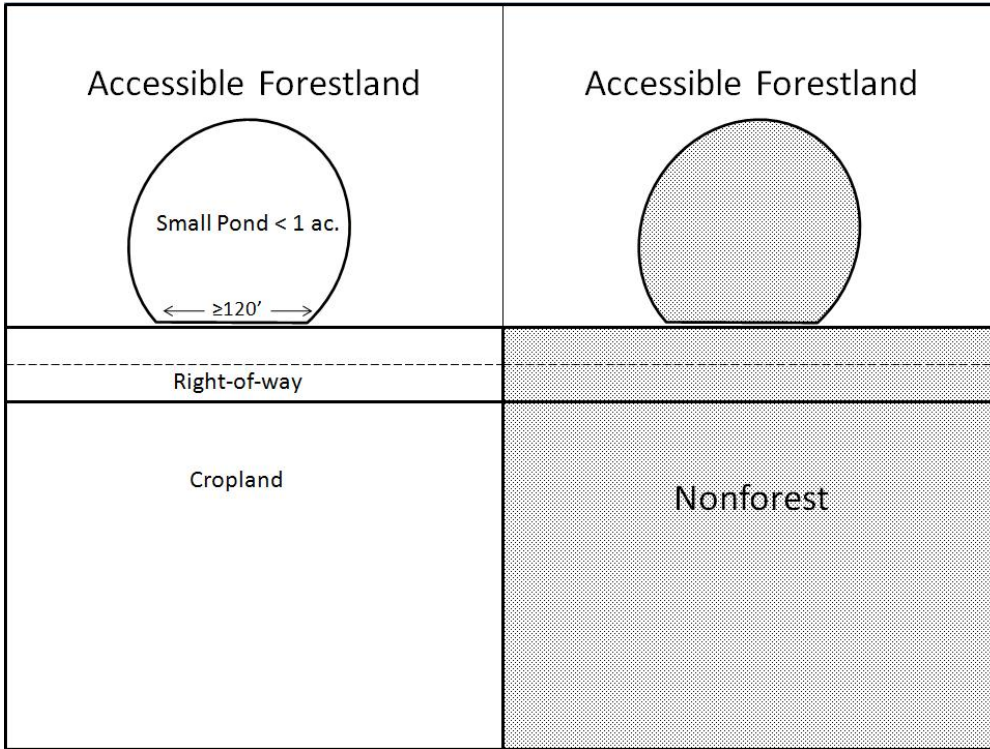 Accessible Forestland
Accessible Forestland
Small Pond < 1 ac.
≥120’
Right-of-way
Cropland
Nonforest